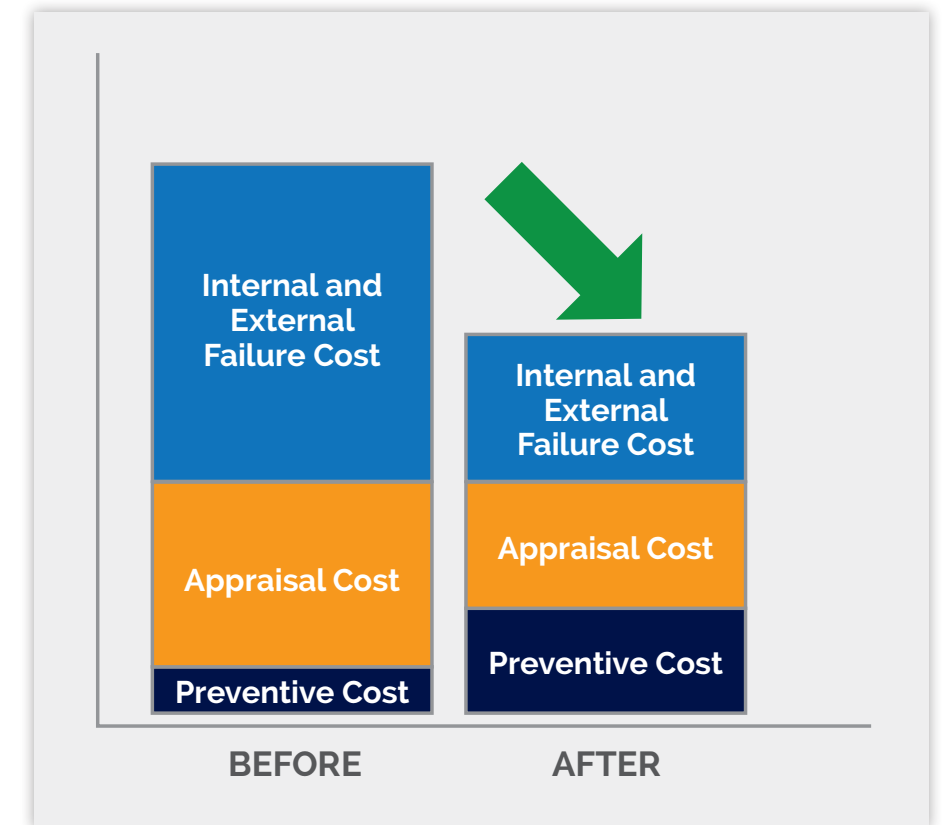 Internal and
External
Failure Cost
Appraisal Cost
Preventive Cost
Internal and
External
Failure Cost
Appraisal Cost
Preventive Cost
BEFORE
AFTER